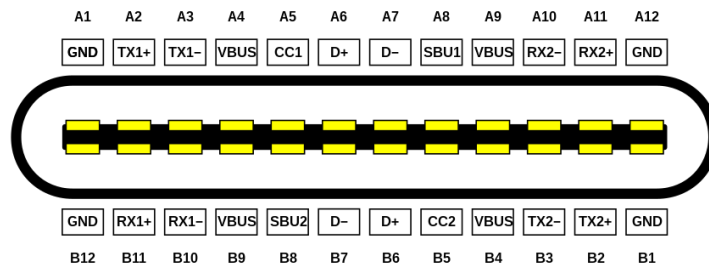 A1 A2 A3 A4 A5 A6 A7 A8 A9 A10 A11 A12
GND TX1+ TX1− VBUS CC1 D+ D− SBU1 VBUS RX2− RX2+ GND
GND RX1+ RX1− VBUS SBU2 D− D+ CC2 VBUS TX2− TX2+ GND
B12 B11 B10 B9 B8 B7 B6 B5 B4 B3 B2 B1